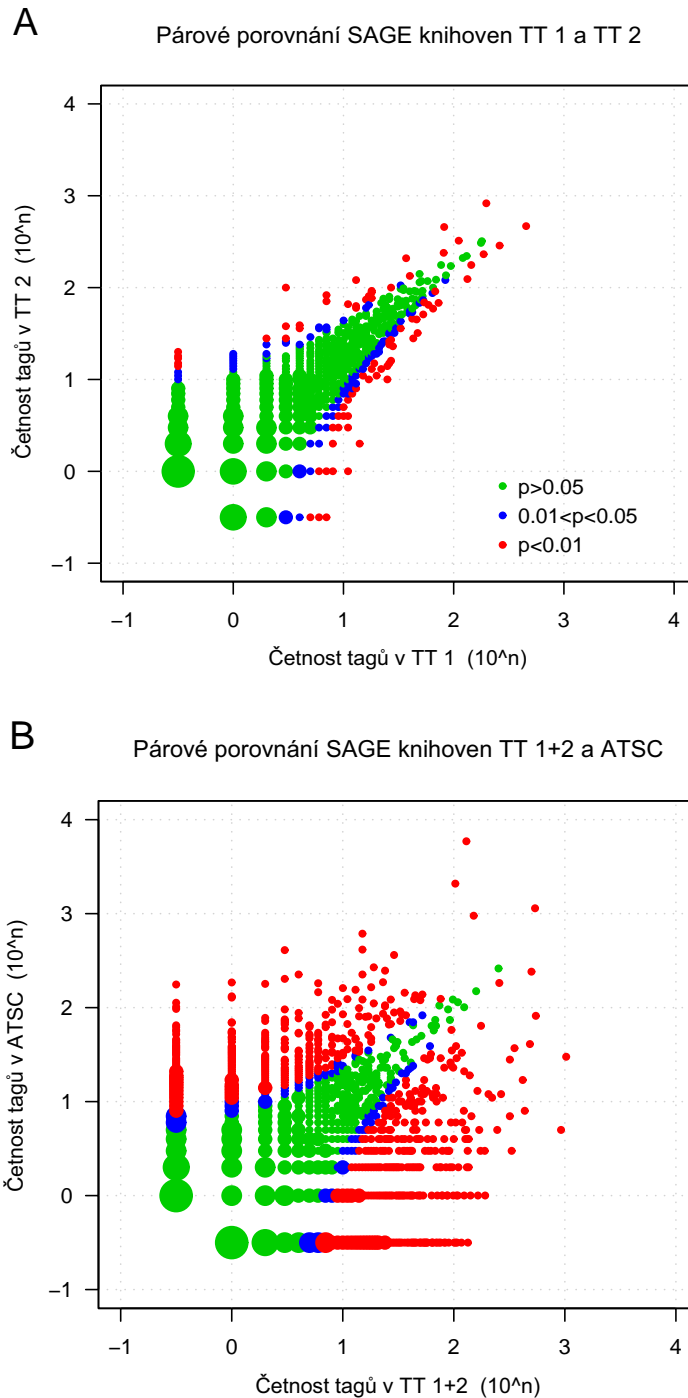 A
Párové porovnání SAGE knihoven TT 1 a TT 2
4
3
2
1
0
−1
Četnost tagů v TT 2 (10^n)
p>0.05
0.01<p<0.05
p<0.01
−1 0 1 2 3 4
Četnost tagů v TT 1 (10^n)
B
Párové porovnání SAGE knihoven TT 1+2 a ATSC
4
3
2
1
0
−1
Četnost tagů v ATSC (10^n)
−1 0 1 2 3 4
Četnost tagů v TT 1+2 (10^n)